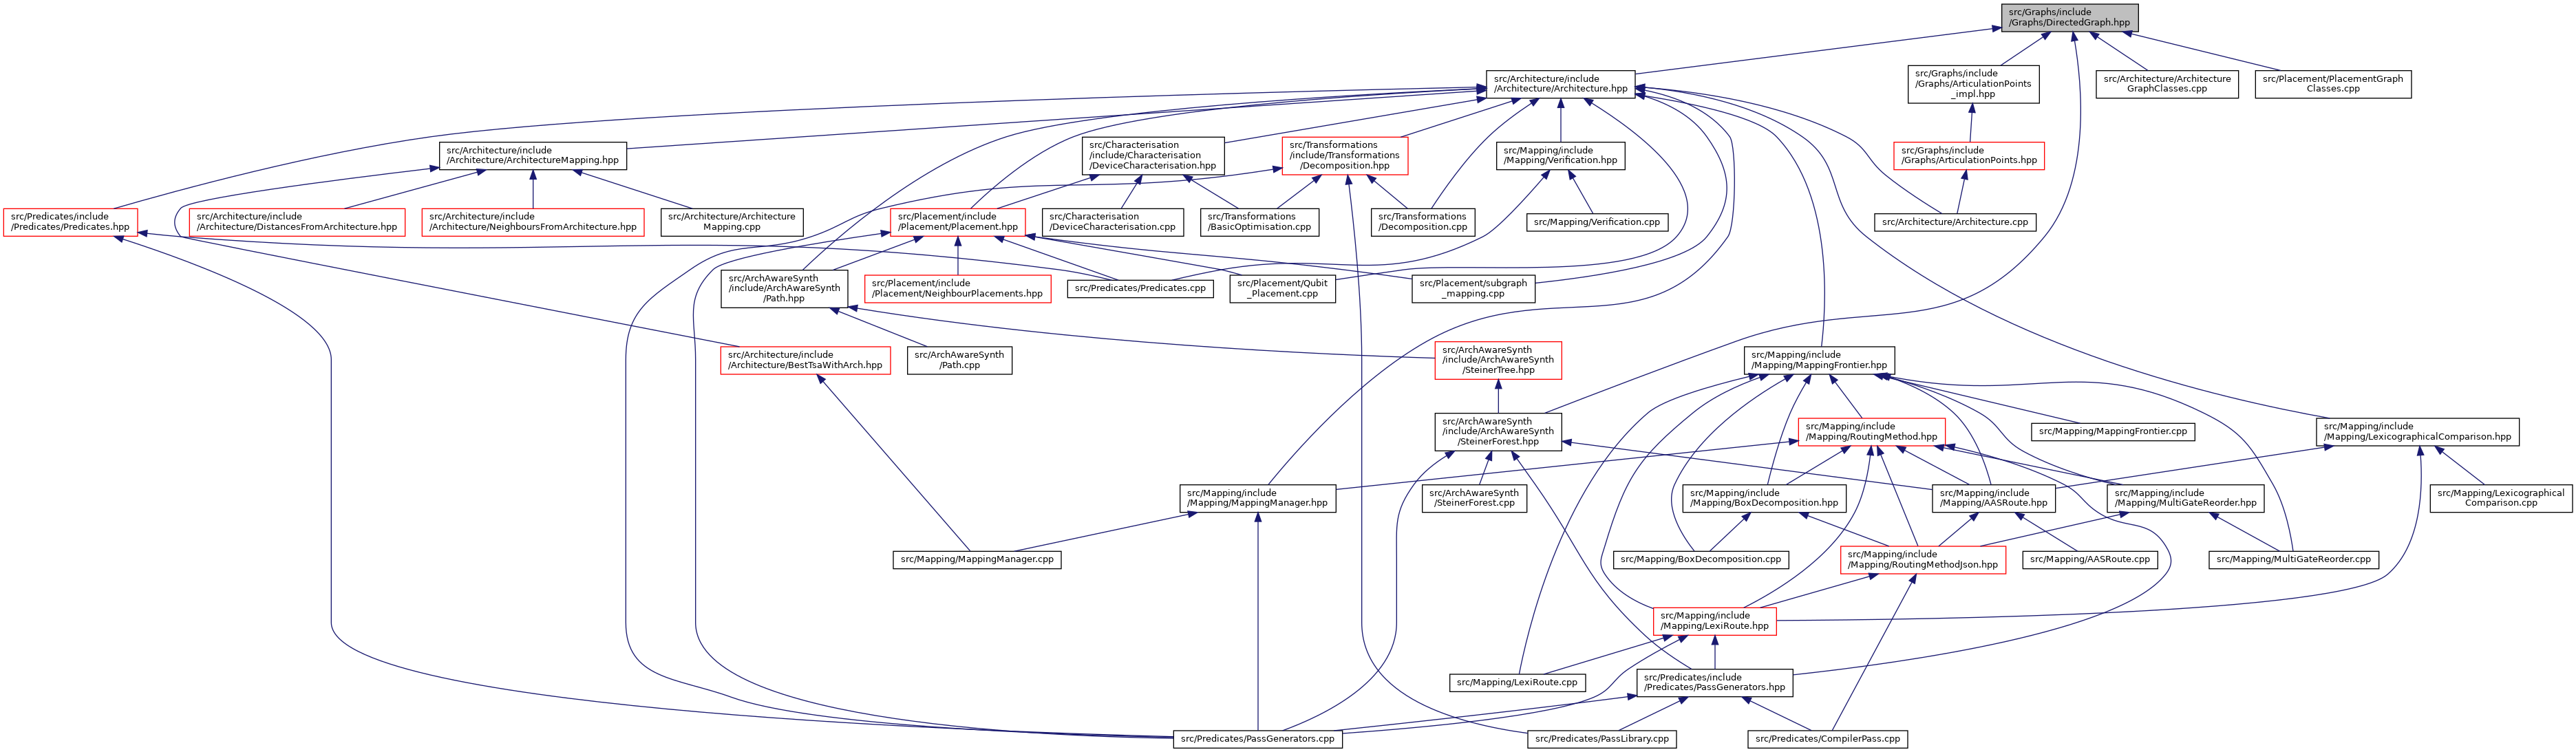 src/Graphs/include
/Graphs/DirectedGraph.hpp
src/Architecture/include
/Architecture/Architecture.hpp
src/Graphs/include
/Graphs/ArticulationPoints
_impl.hpp
src/Architecture/Architecture
GraphClasses.cpp
src/Placement/PlacementGraph
Classes.cpp
src/Architecture/include
/Architecture/ArchitectureMapping.hpp
src/Characterisation
/include/Characterisation
/DeviceCharacterisation.hpp
src/Transformations
/include/Transformations
/Decomposition.hpp
src/Mapping/include
/Mapping/Verification.hpp
src/Graphs/include
/Graphs/ArticulationPoints.hpp
src/Predicates/include
/Predicates/Predicates.hpp
src/Architecture/include
/Architecture/DistancesFromArchitecture.hpp
src/Architecture/include
/Architecture/NeighboursFromArchitecture.hpp
src/Architecture/Architecture
Mapping.cpp
src/Placement/include
/Placement/Placement.hpp
src/Characterisation
/DeviceCharacterisation.cpp
src/Transformations
/BasicOptimisation.cpp
src/Transformations
/Decomposition.cpp
src/Mapping/Verification.cpp
src/Architecture/Architecture.cpp
src/ArchAwareSynth
/include/ArchAwareSynth
/Path.hpp
src/Placement/include
/Placement/NeighbourPlacements.hpp
src/Predicates/Predicates.cpp
src/Placement/Qubit
_Placement.cpp
src/Placement/subgraph
_mapping.cpp
src/Architecture/include
/Architecture/BestTsaWithArch.hpp
src/ArchAwareSynth
/Path.cpp
src/ArchAwareSynth
/include/ArchAwareSynth
/SteinerTree.hpp
src/Mapping/include
/Mapping/MappingFrontier.hpp
src/ArchAwareSynth
/include/ArchAwareSynth
/SteinerForest.hpp
src/Mapping/include
/Mapping/RoutingMethod.hpp
src/Mapping/MappingFrontier.cpp
src/Mapping/include
/Mapping/LexicographicalComparison.hpp
src/Mapping/include
/Mapping/MappingManager.hpp
src/ArchAwareSynth
/SteinerForest.cpp
src/Mapping/include
/Mapping/BoxDecomposition.hpp
src/Mapping/include
/Mapping/AASRoute.hpp
src/Mapping/include
/Mapping/MultiGateReorder.hpp
src/Mapping/Lexicographical
Comparison.cpp
src/Mapping/MappingManager.cpp
src/Mapping/BoxDecomposition.cpp
src/Mapping/include
/Mapping/RoutingMethodJson.hpp
src/Mapping/AASRoute.cpp
src/Mapping/MultiGateReorder.cpp
src/Mapping/include
/Mapping/LexiRoute.hpp
src/Mapping/LexiRoute.cpp
src/Predicates/include
/Predicates/PassGenerators.hpp
src/Predicates/PassGenerators.cpp
src/Predicates/PassLibrary.cpp
src/Predicates/CompilerPass.cpp